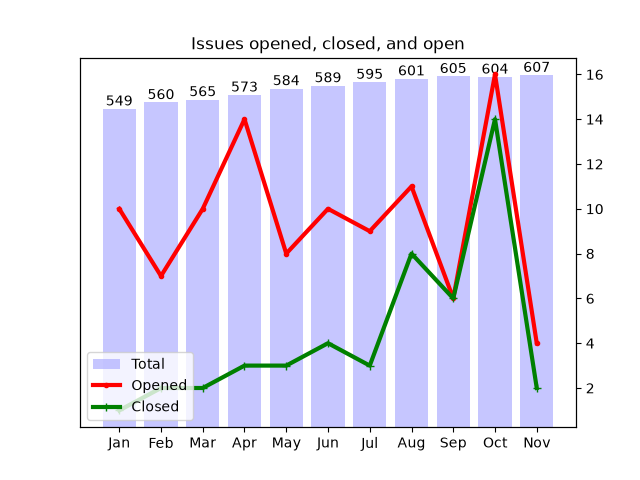 Issues opened, closed, and open
549 560 565 573 584 589 595 601 605 604 607
16
14
12
10
8
6
4
2
Total
Opened
Closed
Jan Feb Mar Apr May Jun Jul Aug Sep Oct Nov